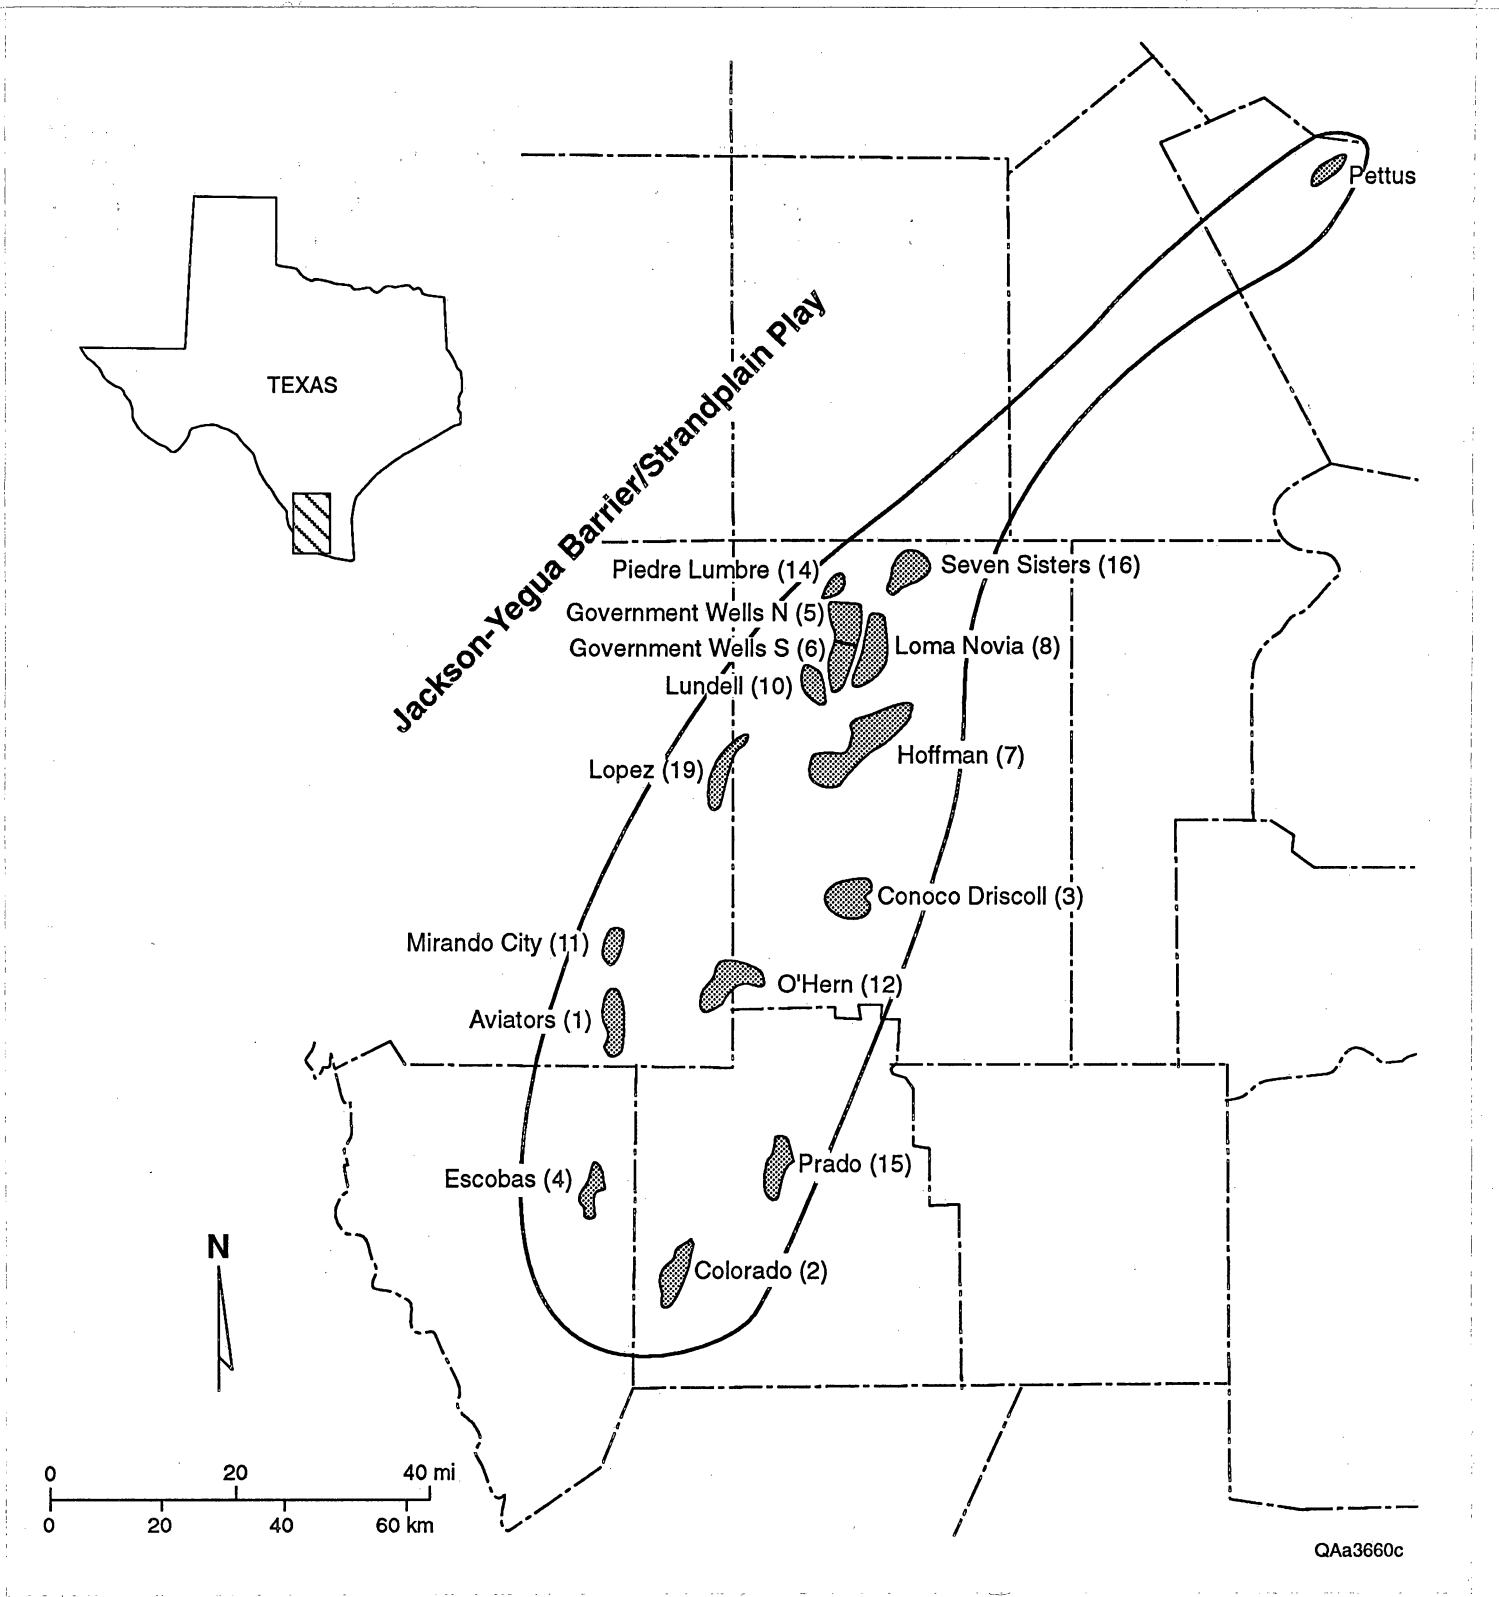 Pettus
Jackson-Yegua Barrier/Strandplain Play
TEXAS
Piedre Lumbre (14)
Seven Sisters (16)
Government Wells N (5)
Government Wells S (6)
Loma Novia (8)
Lundell (10)
Lopez (19)
Hoffman (7)
Conoco Driscoll (3)
Mirando City (11)
O'Hern (12)
Aviators (1)
Escobas (4)
Prado (15)
Colorado (2)
N
0 20 40 mi
0 20 40 60 km
QAa3660c